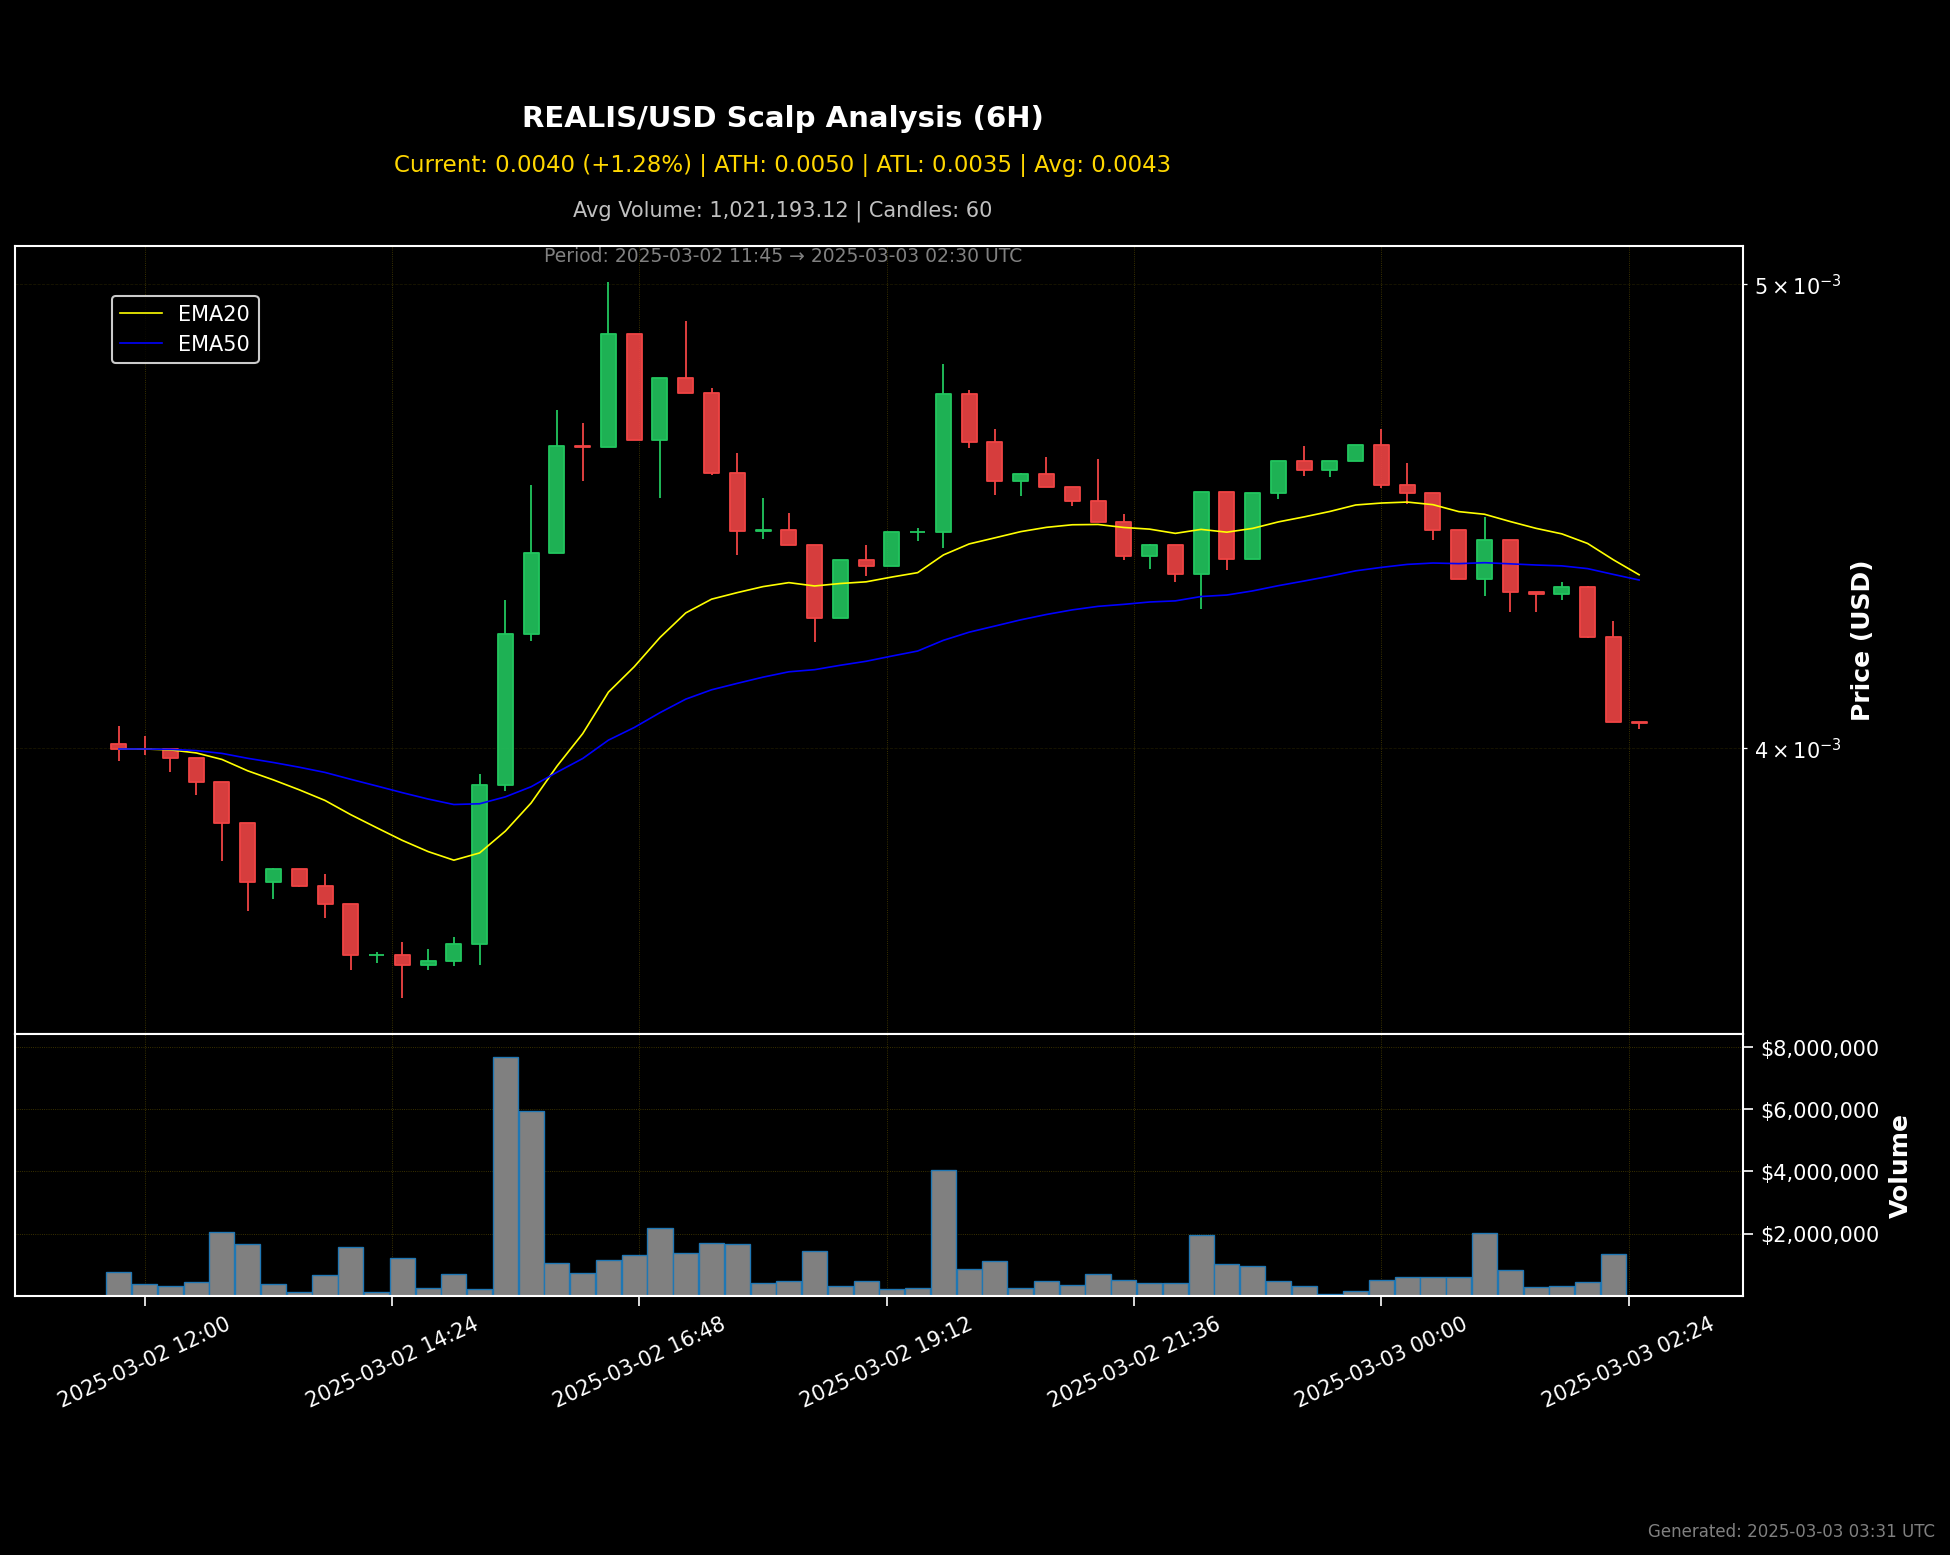 REALIS/USD Scalp Analysis (6H)
Current: 0.0040 (+1.28%) | ATH: 0.0050 | ATL: 0.0035 | Avg: 0.0043
Avg Volume: 1,021,193.12 | Candles: 60
Period: 2025-03-02 11:45 → 2025-03-03 02:30 UTC
EMA20
EMA50
5 × 10⁻³
4 × 10⁻³
Price (USD)
$8,000,000
$6,000,000
$4,000,000
$2,000,000
Volume
2025-03-02 12:00
2025-03-02 14:24
2025-03-02 16:48
2025-03-02 19:12
2025-03-02 21:36
2025-03-03 00:00
2025-03-03 02:24
Generated: 2025-03-03 03:31 UTC